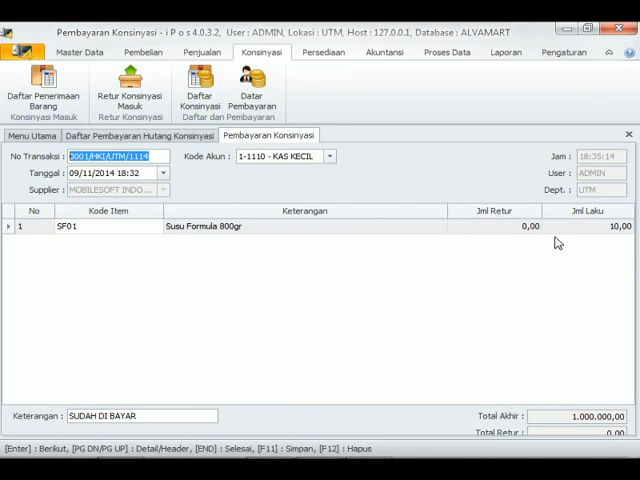 Pembayaran Konsinyasi - i P o s 4.0.3.2, User : ADMIN, Lokasi : UTM, Host : 127.0.0.1, Database : ALVAMART
Master Data Pembelian Penjualan Konsinyasi Persediaan Akuntansi Proses Data Laporan Pengaturan
Daftar Penerimaan Barang
Retur Konsinyasi Masuk
Daftar Konsinyasi
Datar Pembayaran
Konsinyasi Masuk Retur Konsinyasi Daftar dan Pembayaran
Menu Utama Daftar Pembayaran Hutang Konsinyasi Pembayaran Konsinyasi
No Transaksi : 0001/HKI/UTM/1114 Kode Akun : 1-1110 - KAS KECIL Jam : 18:35:14
Tanggal : 09/11/2014 18:32 User : ADMIN
Supplier : MOBILESOFT INDO... Dept. : UTM
No Kode Item Keterangan Jml Retur Jml Laku
1 SF01 Susu Formula 800gr 0,00 10,00
Keterangan : SUDAH DI BAYAR Total Akhir : 1.000.000,00
Total Retur : 0,00
[Enter] : Berikut, [PG DN/PG UP] : Detail/Header, [END] : Selesai, [F11] : Simpan, [F12] : Hapus